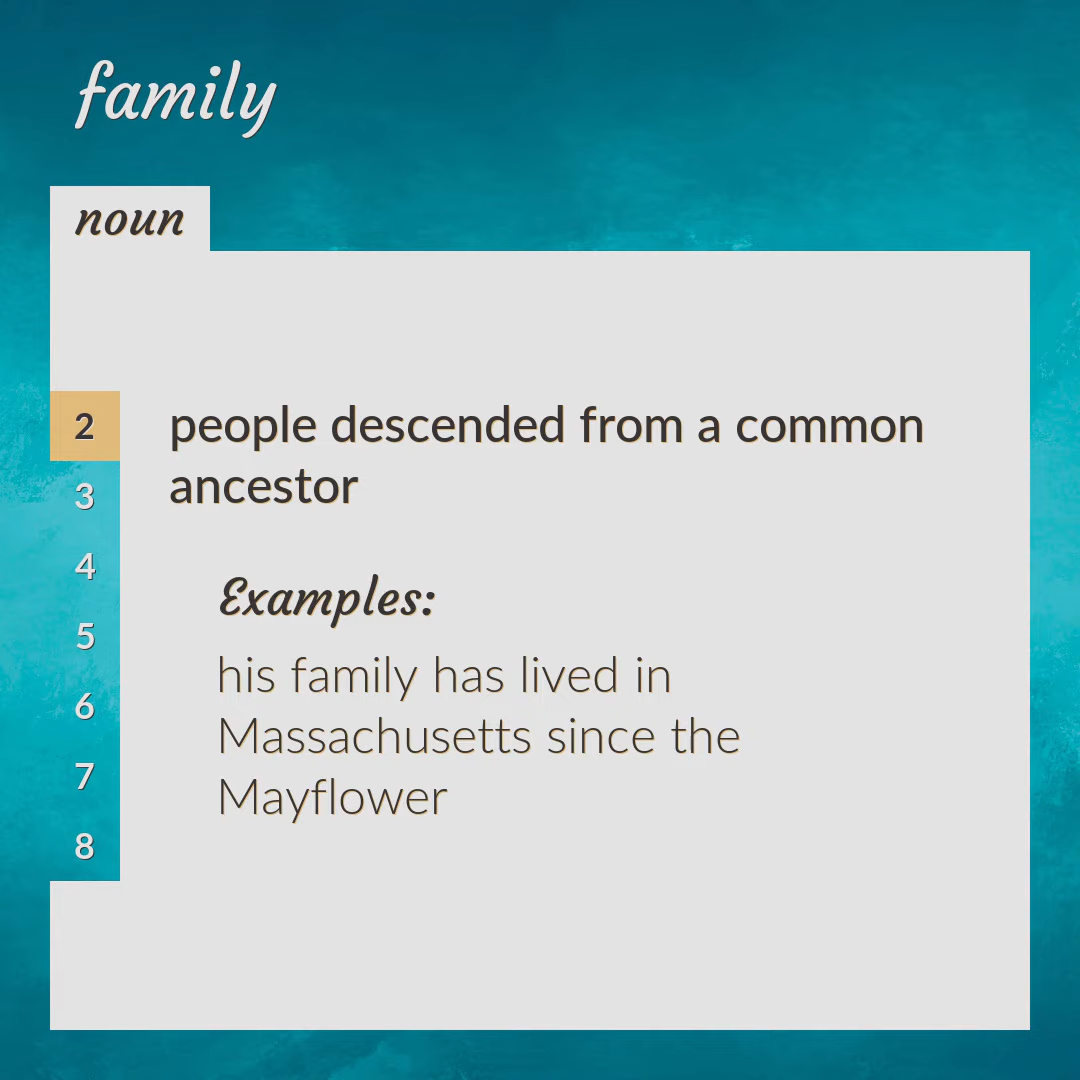 family
noun
2
people descended from a common
ancestor
3
4
5
6
7
8
Examples:
his family has lived in
Massachusetts since the
Mayflower